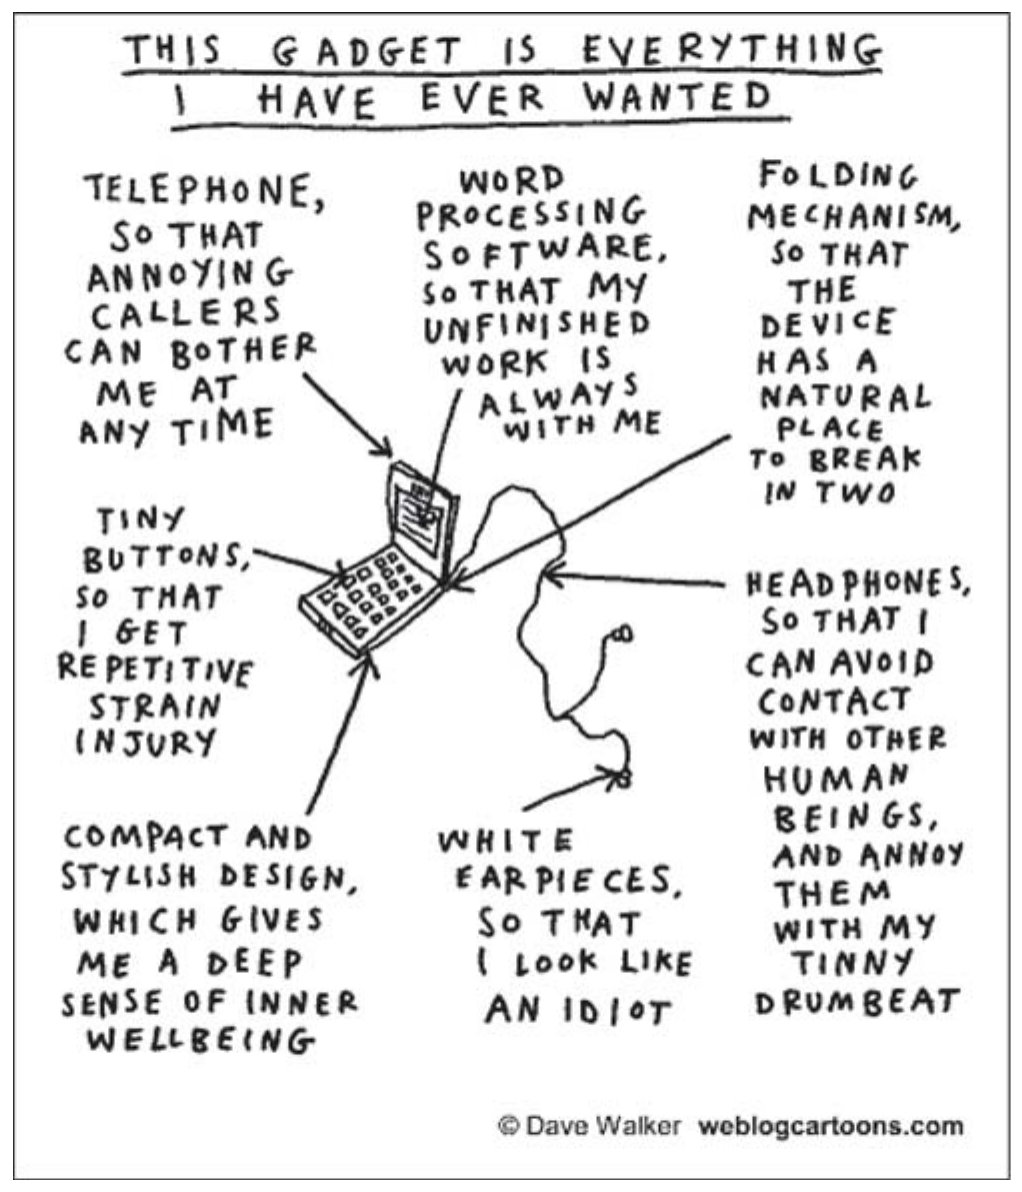 THIS GADGET IS EVERYTHING
I HAVE EVER WANTED
TELEPHONE,
SO THAT
ANNOYING
CALLERS
CAN BOTHER
ME AT
ANY TIME
WORD
PROCESSING
SOFTWARE,
SO THAT MY
UNFINISHED
WORK IS
ALWAYS
WITH ME
FOLDING
MECHANISM,
SO THAT
THE
DEVICE
HAS A
NATURAL
PLACE
TO BREAK
IN TWO
TINY
BUTTONS,
SO THAT
I GET
REPETITIVE
STRAIN
INJURY
HEADPHONES,
SO THAT I
CAN AVOID
CONTACT
WITH OTHER
HUMAN
BEINGS,
AND ANNOY
THEM
WITH MY
TINNY
DRUMBEAT
COMPACT AND
STYLISH DESIGN,
WHICH GIVES
ME A DEEP
SENSE OF INNER
WELLBEING
WHITE
EARPIECES,
SO THAT
I LOOK LIKE
AN IDIOT
© Dave Walker weblogcartoons.com